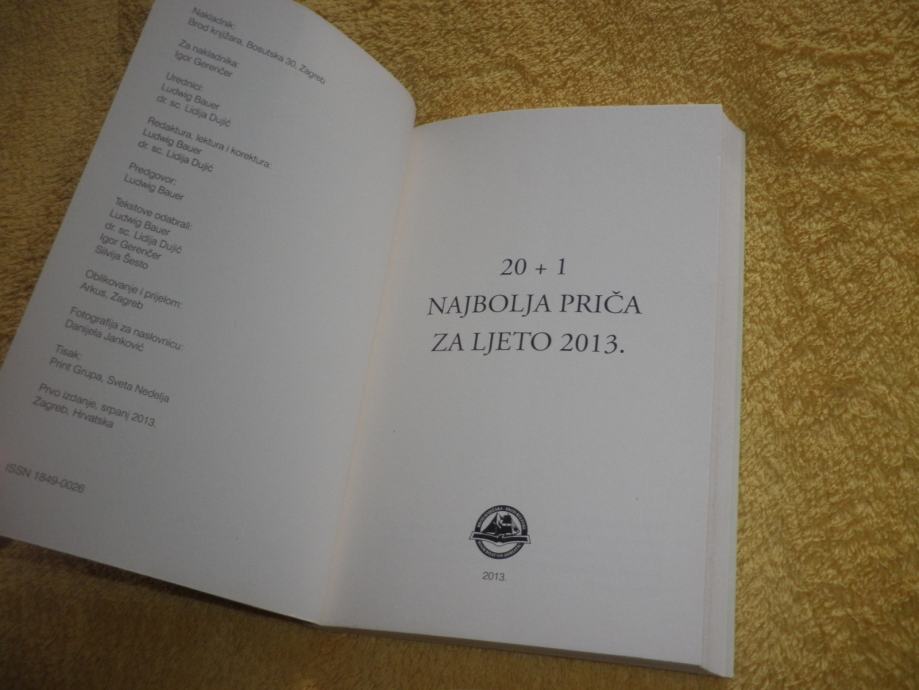 Nakladnik:
Brod knjižara, Bosutska 30, Zagreb
Za nakladnika:
Igor Gerenčer
Urednici:
Ludwig Bauer
dr. sc. Lidija Dujić
Redaktura, lektura i korektura:
Ludwig Bauer
dr. sc. Lidija Dujić
Predgovor:
Ludwig Bauer
Tekstove odabrali:
Ludwig Bauer
dr. sc. Lidija Dujić
Igor Gerenčer
Silvija Šesto
Oblikovanje i prijelom:
Arkus, Zagreb
Fotografija za naslovnicu:
Danijela Janković
Tisak:
Print Grupa, Sveta Nedelja
Prvo izdanje, srpanj 2013.
Zagreb, Hrvatska
ISSN 1849-0026
20 + 1
NAJBOLJA PRIČA
ZA LJETO 2013.
2013.